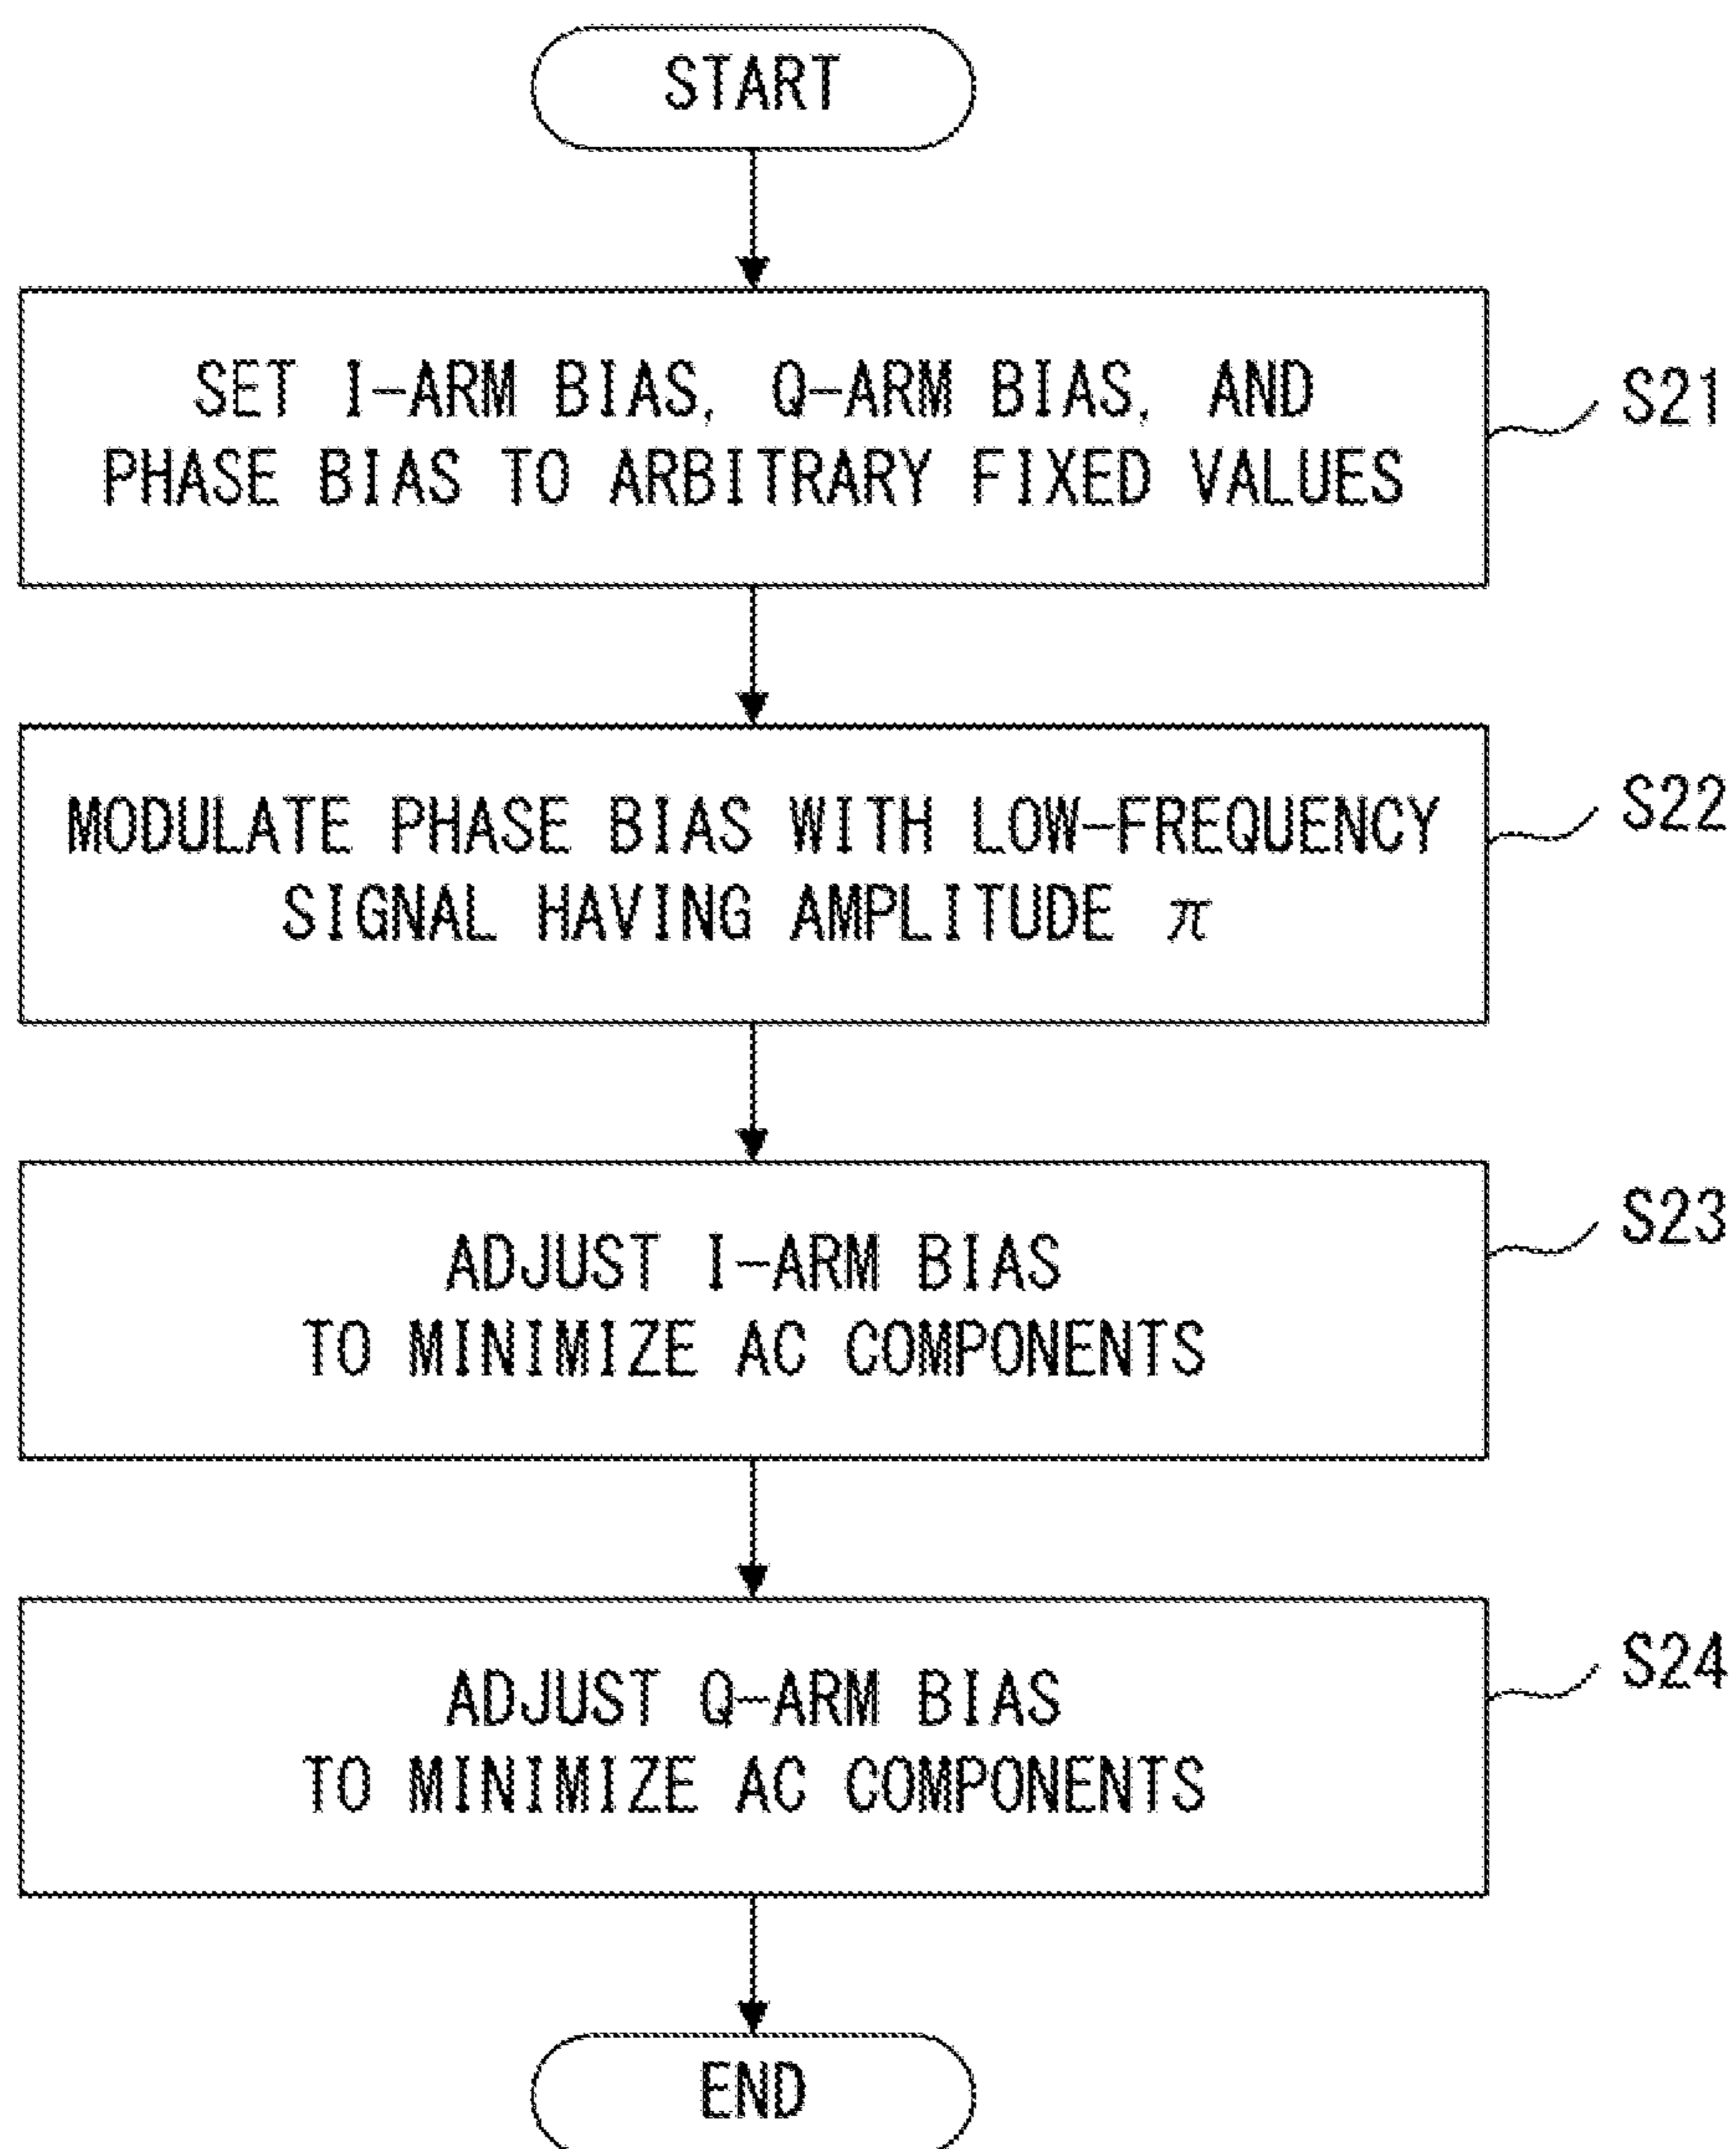 START
SET I-ARM BIAS, Q-ARM BIAS, AND
PHASE BIAS TO ARBITRARY FIXED VALUES
S21
MODULATE PHASE BIAS WITH LOW-FREQUENCY
SIGNAL HAVING AMPLITUDE π
S22
ADJUST I-ARM BIAS
TO MINIMIZE AC COMPONENTS
S23
ADJUST Q-ARM BIAS
TO MINIMIZE AC COMPONENTS
S24
END